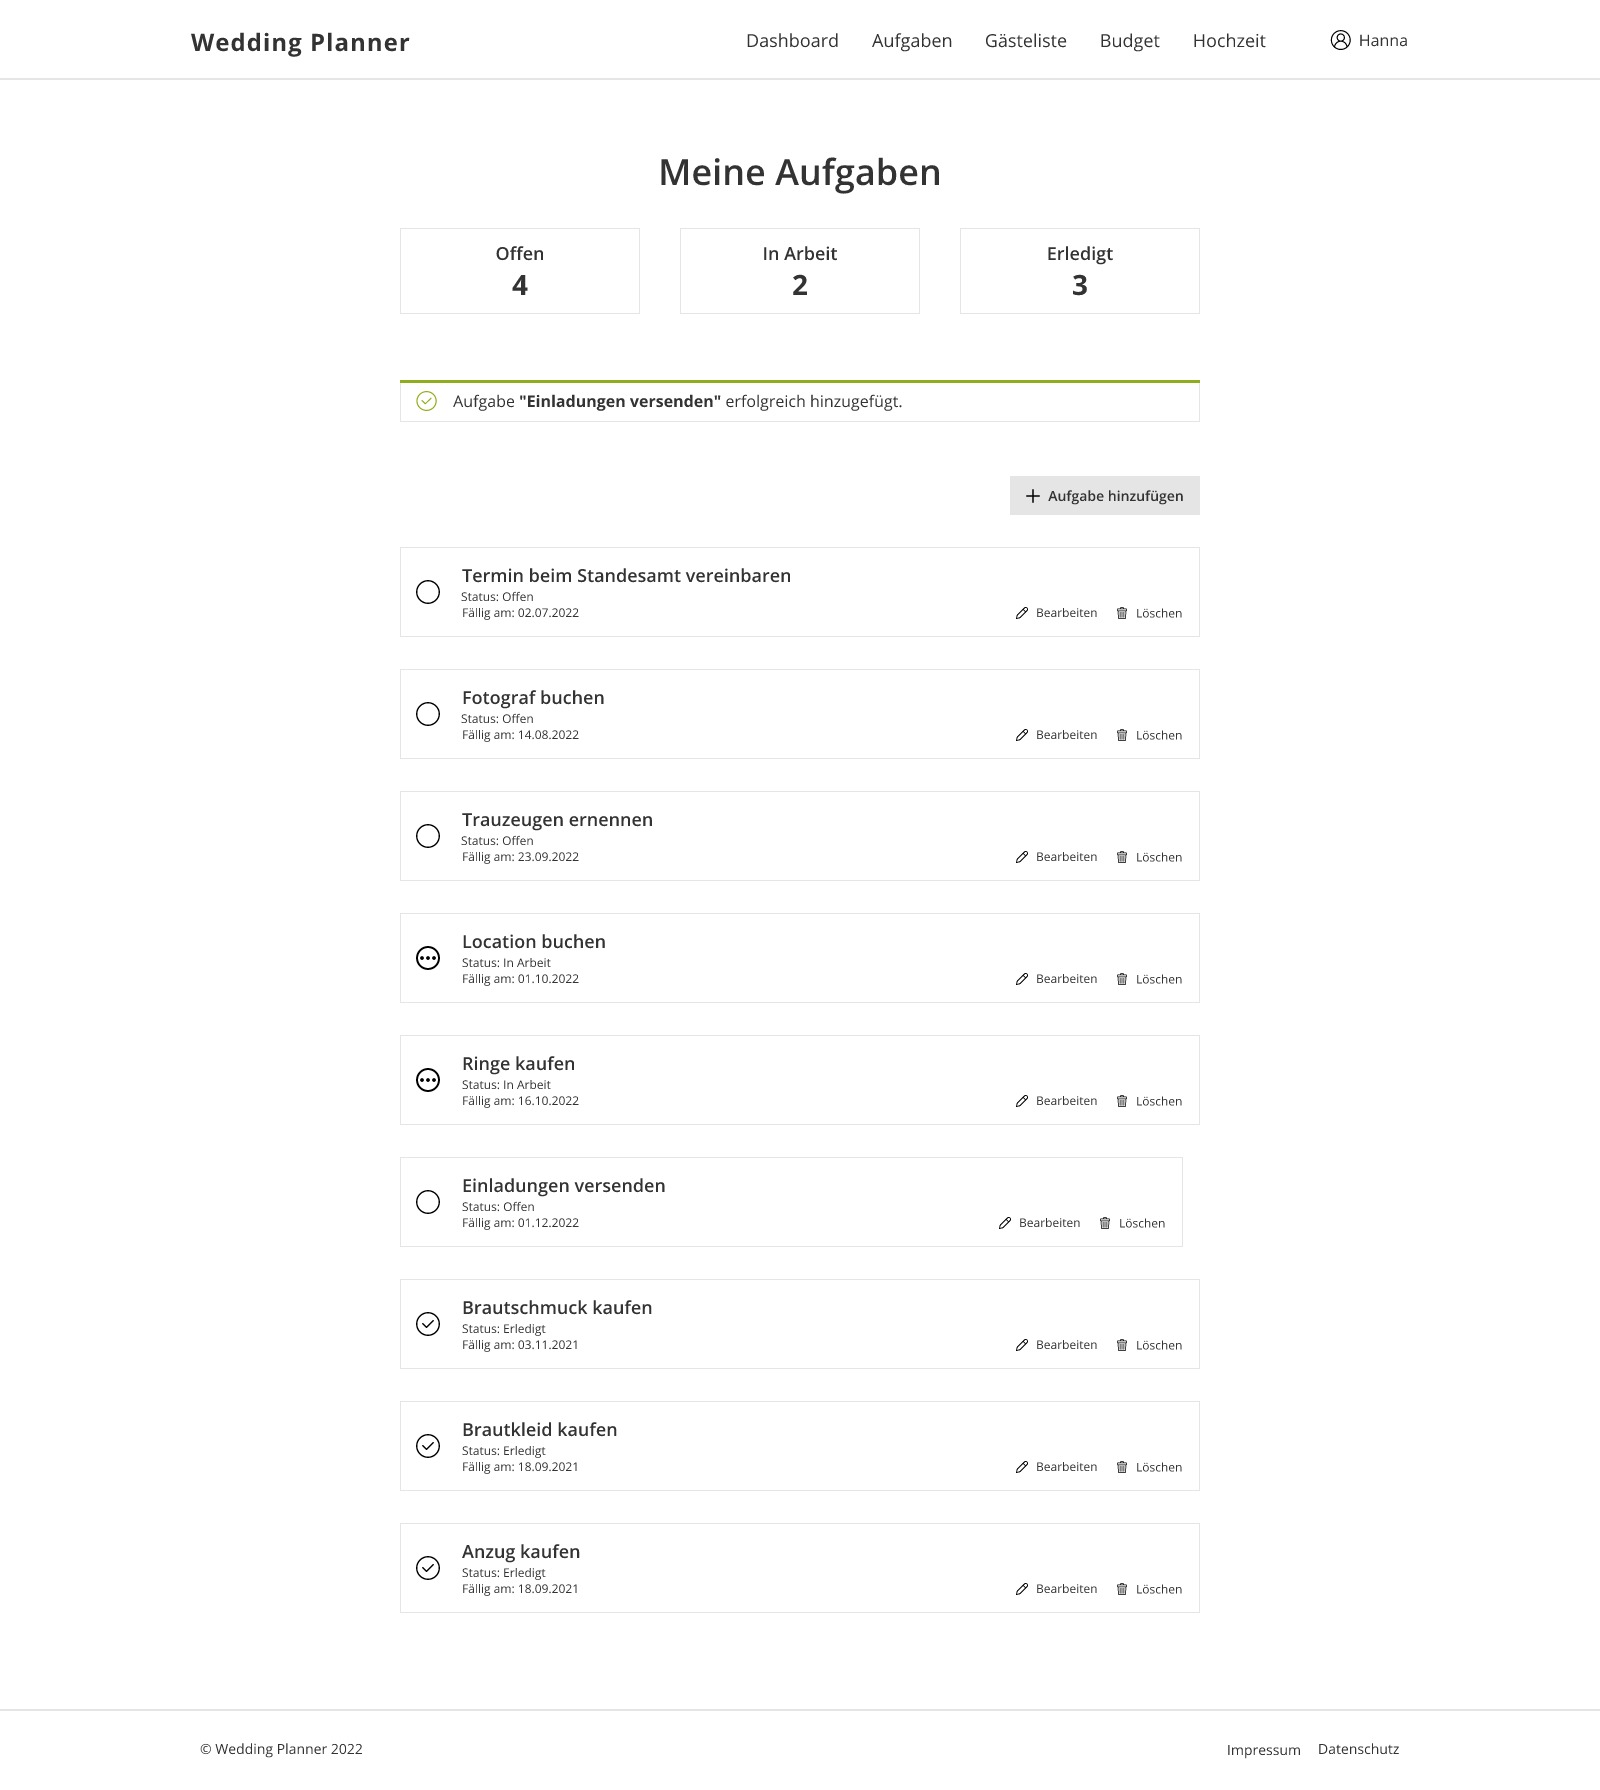 Wedding Planner
Dashboard Aufgaben Gästeliste Budget Hochzeit Hanna
Meine Aufgaben
Offen
4
In Arbeit
2
Erledigt
3
Aufgabe "Einladungen versenden" erfolgreich hinzugefügt.
Aufgabe hinzufügen
Termin beim Standesamt vereinbaren
Status: Offen
Fällig am: 02.07.2022
Bearbeiten Löschen
Fotograf buchen
Status: Offen
Fällig am: 14.08.2022
Bearbeiten Löschen
Trauzeugen ernennen
Status: Offen
Fällig am: 23.09.2022
Bearbeiten Löschen
Location buchen
Status: In Arbeit
Fällig am: 01.10.2022
Bearbeiten Löschen
Ringe kaufen
Status: In Arbeit
Fällig am: 16.10.2022
Bearbeiten Löschen
Einladungen versenden
Status: Offen
Fällig am: 01.12.2022
Bearbeiten Löschen
Brautschmuck kaufen
Status: Erledigt
Fällig am: 03.11.2021
Bearbeiten Löschen
Brautkleid kaufen
Status: Erledigt
Fällig am: 18.09.2021
Bearbeiten Löschen
Anzug kaufen
Status: Erledigt
Fällig am: 18.09.2021
Bearbeiten Löschen
© Wedding Planner 2022
Impressum Datenschutz